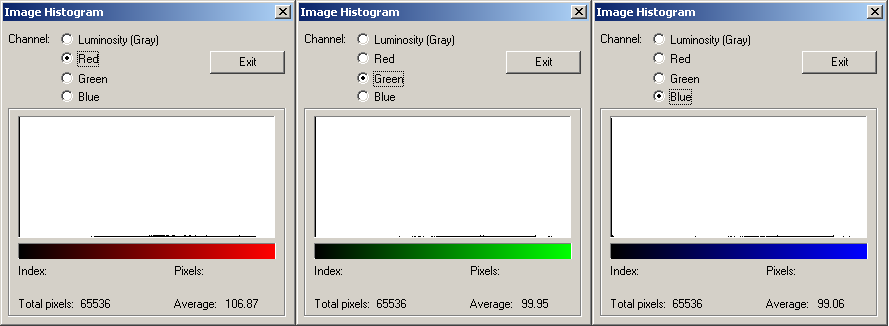 Image Histogram
Channel: Luminosity (Gray)
Red
Exit
Green
Blue
Index: Pixels:
Total pixels: 65536 Average: 106.87
Image Histogram
Channel: Luminosity (Gray)
Red
Exit
Green
Blue
Index: Pixels:
Total pixels: 65536 Average: 99.95
Image Histogram
Channel: Luminosity (Gray)
Red
Exit
Green
Blue
Index: Pixels:
Total pixels: 65536 Average: 99.06